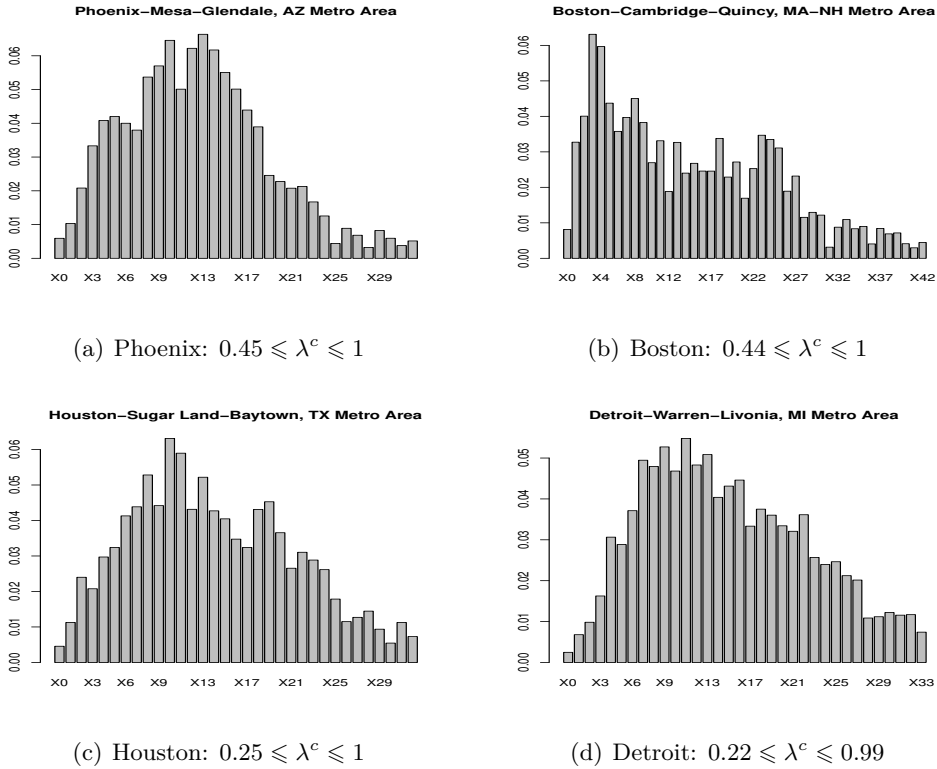 Phoenix−Mesa−Glendale, AZ Metro Area
0.00 0.01 0.02 0.03 0.04 0.05 0.06
X0 X3 X6 X9 X13 X17 X21 X25 X29
(a) Phoenix: 0.45 ⩽ λᶜ ⩽ 1
Boston−Cambridge−Quincy, MA−NH Metro Area
0.00 0.01 0.02 0.03 0.04 0.05 0.06
X0 X4 X8 X12 X17 X22 X27 X32 X37 X42
(b) Boston: 0.44 ⩽ λᶜ ⩽ 1
Houston−Sugar Land−Baytown, TX Metro Area
0.00 0.01 0.02 0.03 0.04 0.05 0.06
X0 X3 X6 X9 X13 X17 X21 X25 X29
(c) Houston: 0.25 ⩽ λᶜ ⩽ 1
Detroit−Warren−Livonia, MI Metro Area
0.00 0.01 0.02 0.03 0.04 0.05
X0 X3 X6 X9 X13 X17 X21 X25 X29 X33
(d) Detroit: 0.22 ⩽ λᶜ ⩽ 0.99